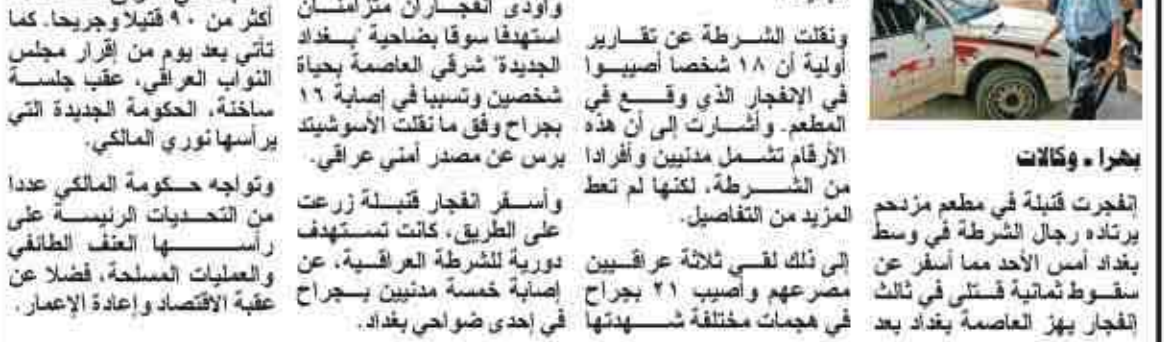 بهرا ـ وكالات
إنفجرت قنبلة في مطعم مزدحم
يرتاده رجال الشرطة في وسط
بغداد أمس الأحد مما أسفر عن
سقوط ثمانية قتلى في ثالث
إنفجار يهز العاصمة بغداد بعد
ونقلت الشرطة عن تقارير
أولية أن ١٨ شخصا أصيبوا
في الإنفجار الذي وقع في
المطعم. وأشارت إلى أن هذه
الأرقام تشمل مدنيين وأفرادا
من الشرطة، لكنها لم تعط
المزيد من التفاصيل.
إلى ذلك لقي ثلاثة عراقيين
مصرعهم وأصيب ٢١ بجراح
في هجمات مختلفة شهدتها
وأودى انفجاران متزامنان
استهدفا سوقا بضاحية "بغداد
الجديدة" شرقي العاصمة بحياة
شخصين وتسببا في إصابة ١٦
بجراح وفق ما نقلت الأسوشيتد
برس عن مصدر أمني عراقي.
وأسفر انفجار قنبلة زرعت
على الطريق، كانت تستهدف
دورية للشرطة العراقية، عن
إصابة خمسة مدنيين بجراح
في إحدى ضواحي بغداد.
أكثر من ٩٠ قتيلا وجريحا. كما
تأتي بعد يوم من إقرار مجلس
النواب العراقي، عقب جلسة
ساخنة، الحكومة الجديدة التي
يرأسها نوري المالكي.
وتواجه حكومة المالكي عددا
من التحديات الرئيسة على
رأسها العنف الطائفي
والعمليات المسلحة، فضلا عن
عقبة الاقتصاد وإعادة الإعمار.